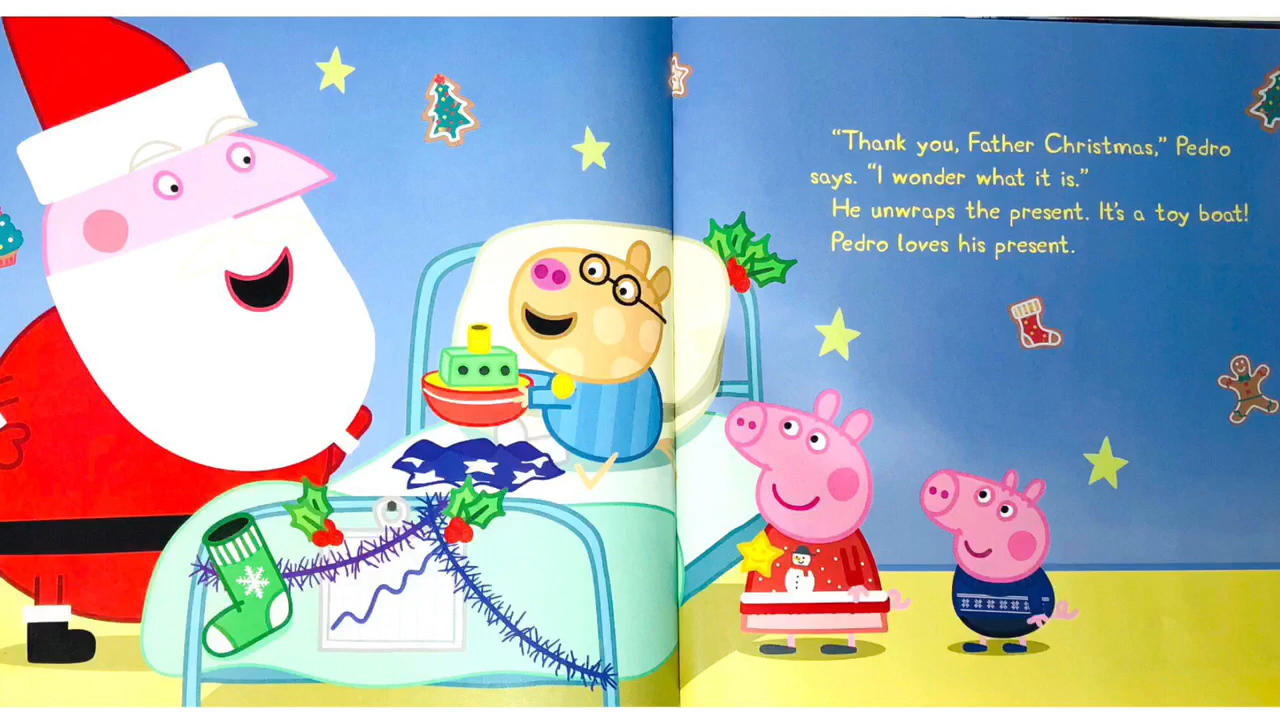 “Thank you, Father Christmas,” Pedro
says. “I wonder what it is.”
He unwraps the present. It's a toy boat!
Pedro loves his present.